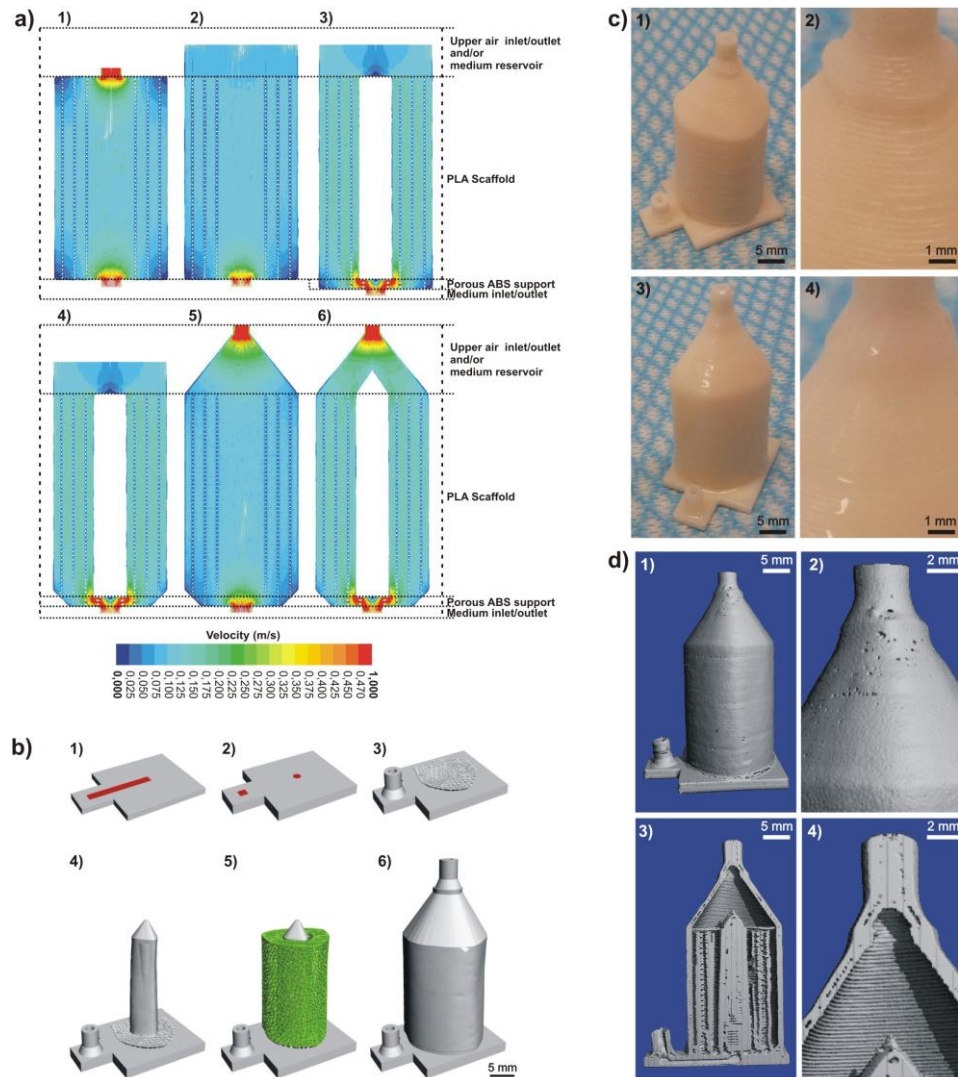 a)
1)
2)
3)
Upper air inlet/outlet
and/or
medium reservoir
PLA Scaffold
Porous ABS support
Medium inlet/outlet
4)
5)
6)
Upper air inlet/outlet
and/or
medium reservoir
PLA Scaffold
Porous ABS support
Medium inlet/outlet
Velocity (m/s)
0,000
0,025
0,050
0,075
0,100
0,125
0,145
0,175
0,200
0,225
0,250
0,275
0,300
0,325
0,350
0,375
0,400
0,425
0,450
0,470
1,000
b)
1)
2)
3)
4)
5)
6)
5 mm
c)
1)
2)
5 mm
1 mm
3)
4)
5 mm
1 mm
d)
1)
5 mm
2)
2 mm
3)
5 mm
4)
2 mm